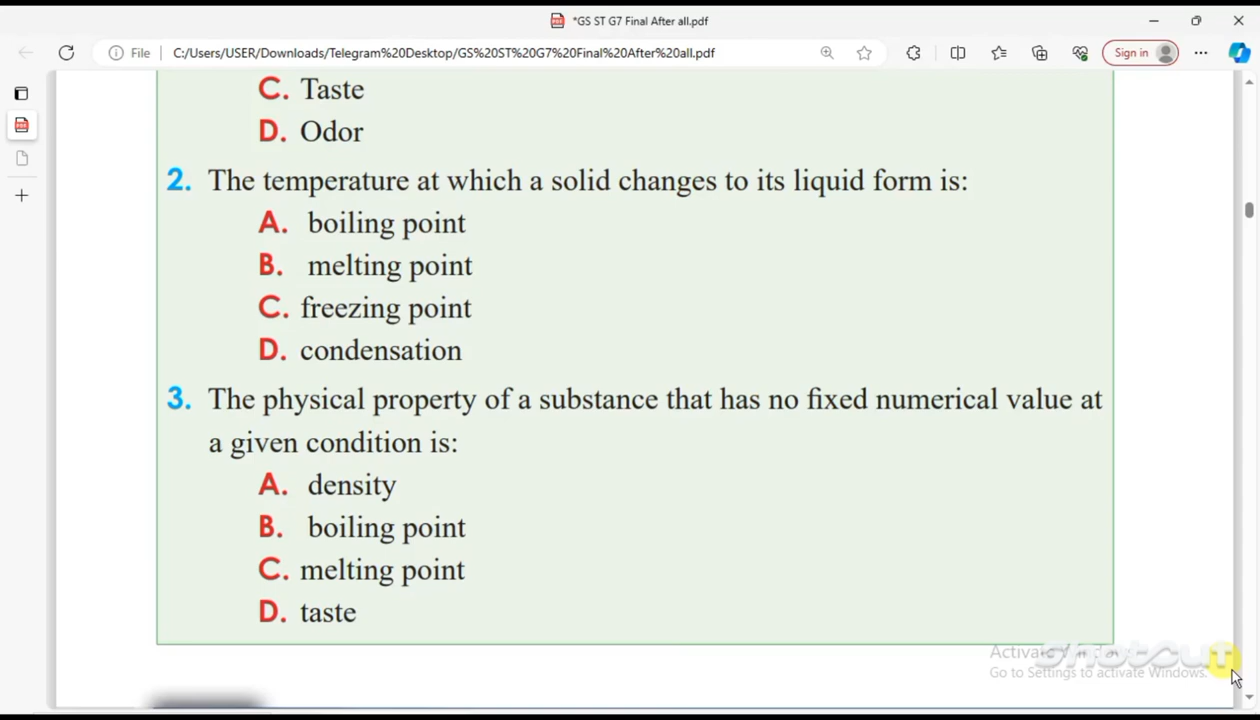 *GS ST G7 Final After all.pdf
File C:/Users/USER/Downloads/Telegram%20Desktop/GS%20ST%20G7%20Final%20After%20all.pdf Sign in
C. Taste
D. Odor
2. The temperature at which a solid changes to its liquid form is:
A. boiling point
B. melting point
C. freezing point
D. condensation
3. The physical property of a substance that has no fixed numerical value at
a given condition is:
A. density
B. boiling point
C. melting point
D. taste
Activate Windows
Go to Settings to activate Windows.